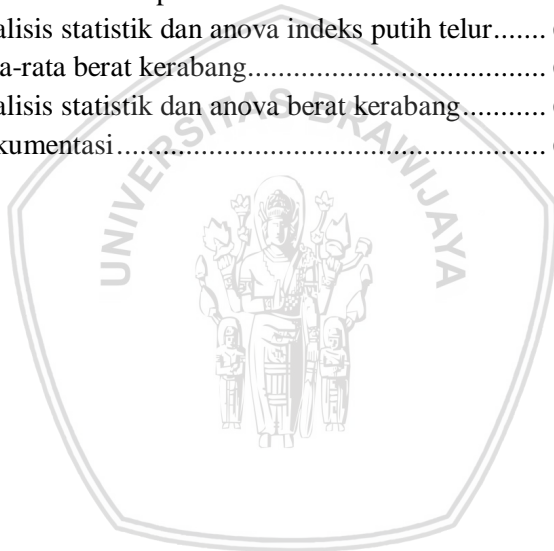 alisis statistik dan anova indeks putih telur.......
a-rata berat kerabang.............................................
alisis statistik dan anova berat kerabang...........
kumentasi.................................................................
UNIVERSITAS BRAWIJAYA